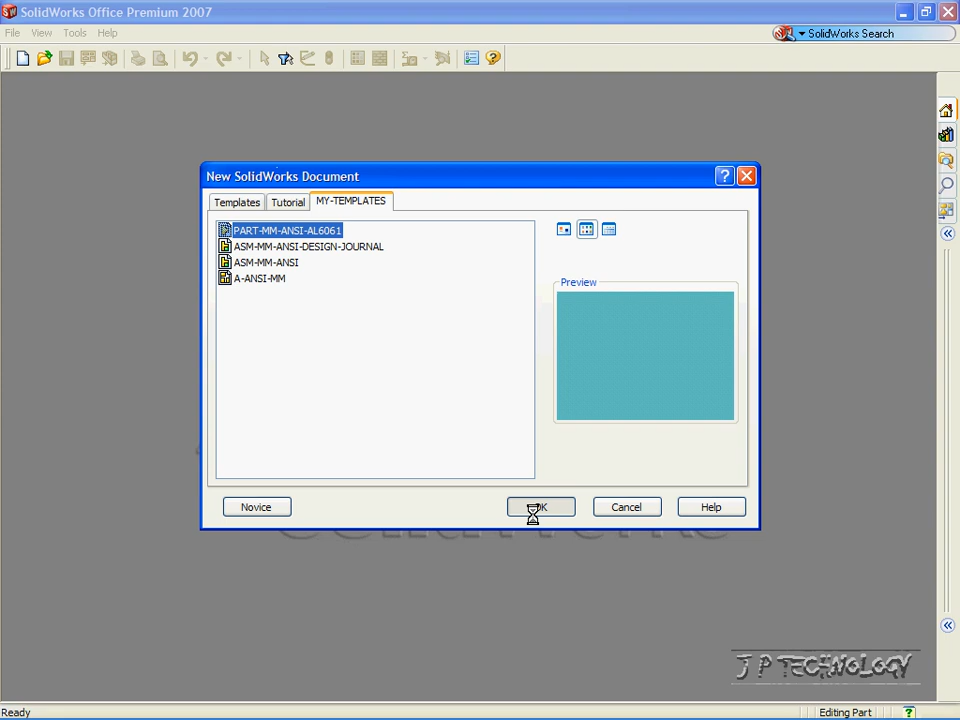 SolidWorks Office Premium 2007
File View Tools Help
SolidWorks Search
New SolidWorks Document
Templates Tutorial MY-TEMPLATES
PART-MM-ANSI-AL6061
ASM-MM-ANSI-DESIGN-JOURNAL
ASM-MM-ANSI
A-ANSI-MM
Preview
Novice OK Cancel Help
SolidWorks
J P TECHNOLOGY
Ready Editing Part